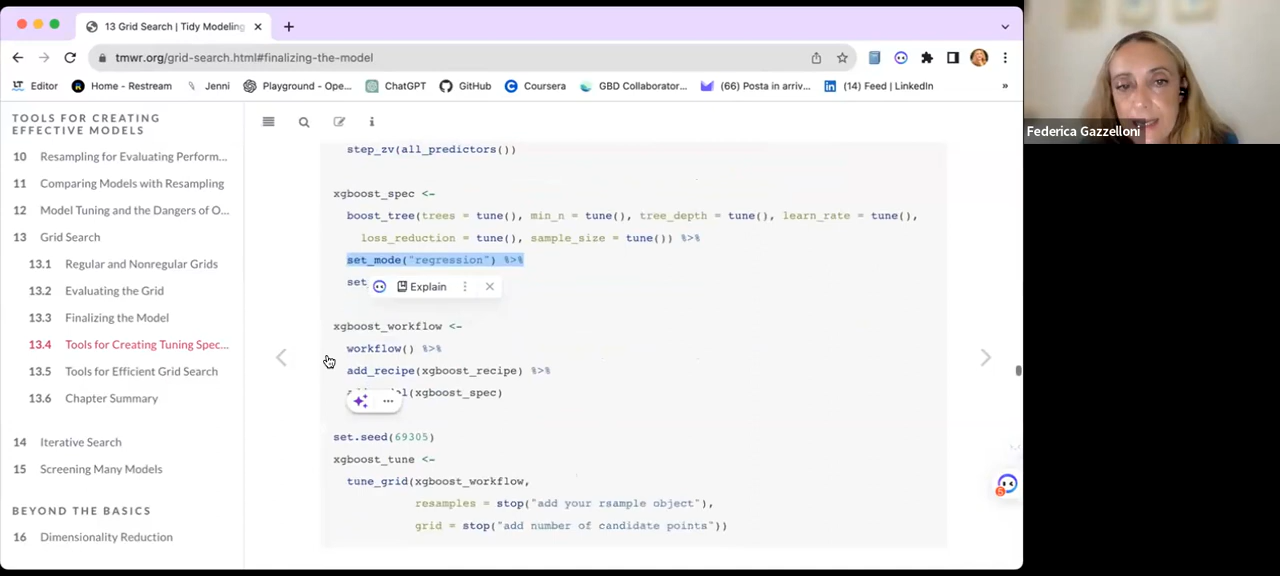 13 Grid Search | Tidy Modeling
tmwr.org/grid-search.html#finalizing-the-model
Editor
Home - Restream
Jenni
Playground - Ope...
ChatGPT
GitHub
Coursera
GBD Collaborator...
(66) Posta in arriv...
(14) Feed | LinkedIn
»
TOOLS FOR CREATING
EFFECTIVE MODELS
10 Resampling for Evaluating Perform...
11 Comparing Models with Resampling
12 Model Tuning and the Dangers of O...
13 Grid Search
13.1 Regular and Nonregular Grids
13.2 Evaluating the Grid
13.3 Finalizing the Model
13.4 Tools for Creating Tuning Spec...
13.5 Tools for Efficient Grid Search
13.6 Chapter Summary
14 Iterative Search
15 Screening Many Models
BEYOND THE BASICS
16 Dimensionality Reduction
step_zv(all_predictors())
xgboost_spec <-
boost_tree(trees = tune(), min_n = tune(), tree_depth = tune(), learn_rate = tune(),
loss_reduction = tune(), sample_size = tune()) %>%
set_mode("regression") %>%
set
Explain
xgboost_workflow <-
workflow() %>%
add_recipe(xgboost_recipe) %>%
(xgboost_spec)
set.seed(69305)
xgboost_tune <-
tune_grid(xgboost_workflow,
resamples = stop("add your rsample object"),
grid = stop("add number of candidate points"))
Federica Gazzelloni